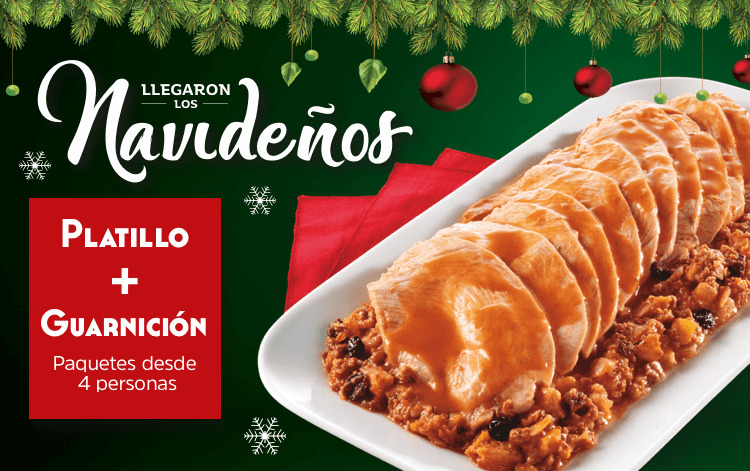 LLEGARON
LOS
Navideños
PLATILLO
+
GUARNICIÓN
Paquetes desde
4 personas